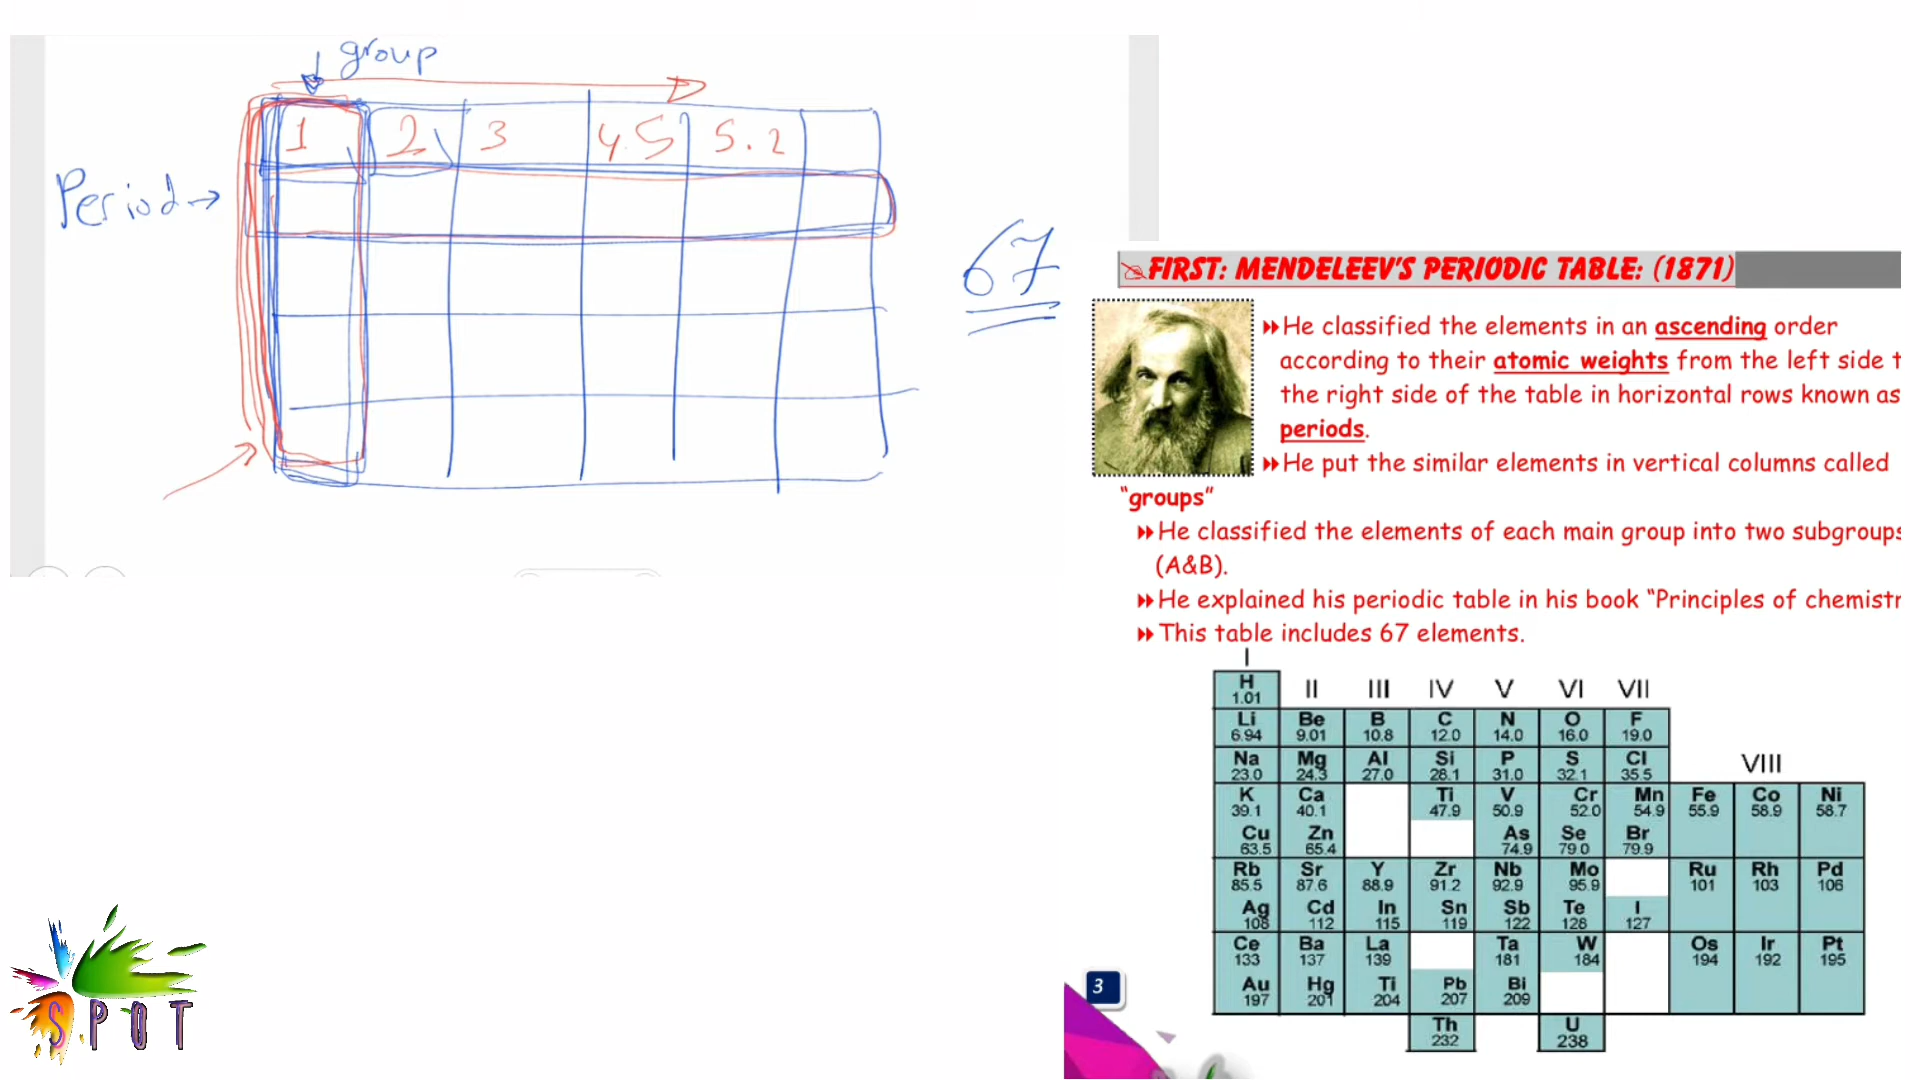 group
1 2 3 4.5 5.2
Period
67
FIRST: MENDELEEV'S PERIODIC TABLE: (1871)
He classified the elements in an ascending order
according to their atomic weights from the left side t
the right side of the table in horizontal rows known as
periods.
He put the similar elements in vertical columns called
"groups"
He classified the elements of each main group into two subgroups
(A&B).
He explained his periodic table in his book "Principles of chemistr
This table includes 67 elements.
I
H II III IV V VI VII
1.01
Li Be B C N O F
6.94 9.01 10.8 12.0 14.0 16.0 19.0
Na Mg Al Si P S Cl VIII
23.0 24.3 27.0 28.1 31.0 32.1 35.5
K Ca Ti V Cr Mn Fe Co Ni
39.1 40.1 47.9 50.9 52.0 54.9 55.9 58.9 58.7
Cu Zn As Se Br
63.5 65.4 74.9 79.0 79.9
Rb Sr Y Zr Nb Mo Ru Rh Pd
85.5 87.6 88.9 91.2 92.9 95.9 101 103 106
Ag Cd In Sn Sb Te I
108 112 115 119 122 128 127
Ce Ba La Ta W Os Ir Pt
133 137 139 181 184 194 192 195
Au Hg Ti Pb Bi
197 201 204 207 209
Th U
232 238
3
SPOT